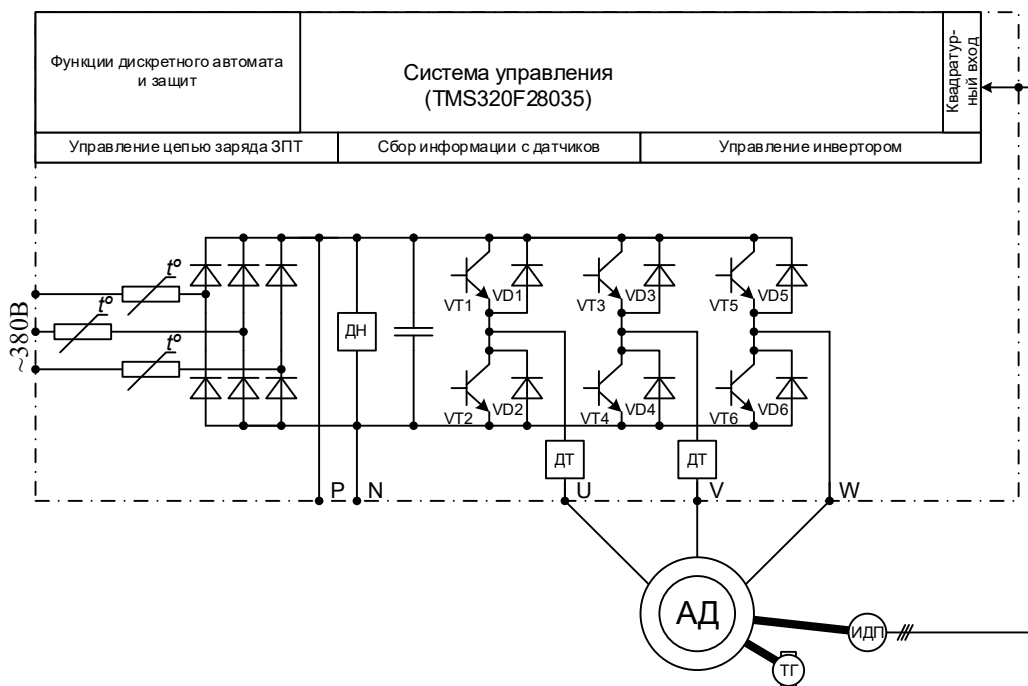 Функции дискретного автомата
и защит
Система управления
(TMS320F28035)
Квадратур-
ный вход
Управление цепью заряда ЗПТ
Сбор информации с датчиков
Управление инвертором
~380В
t°
t°
t°
ДН
VT1
VD1
VT3
VD3
VT5
VD5
VT2
VD2
VT4
VD4
VT6
VD6
ДТ
ДТ
P
N
U
V
W
АД
ИДП
ТГ